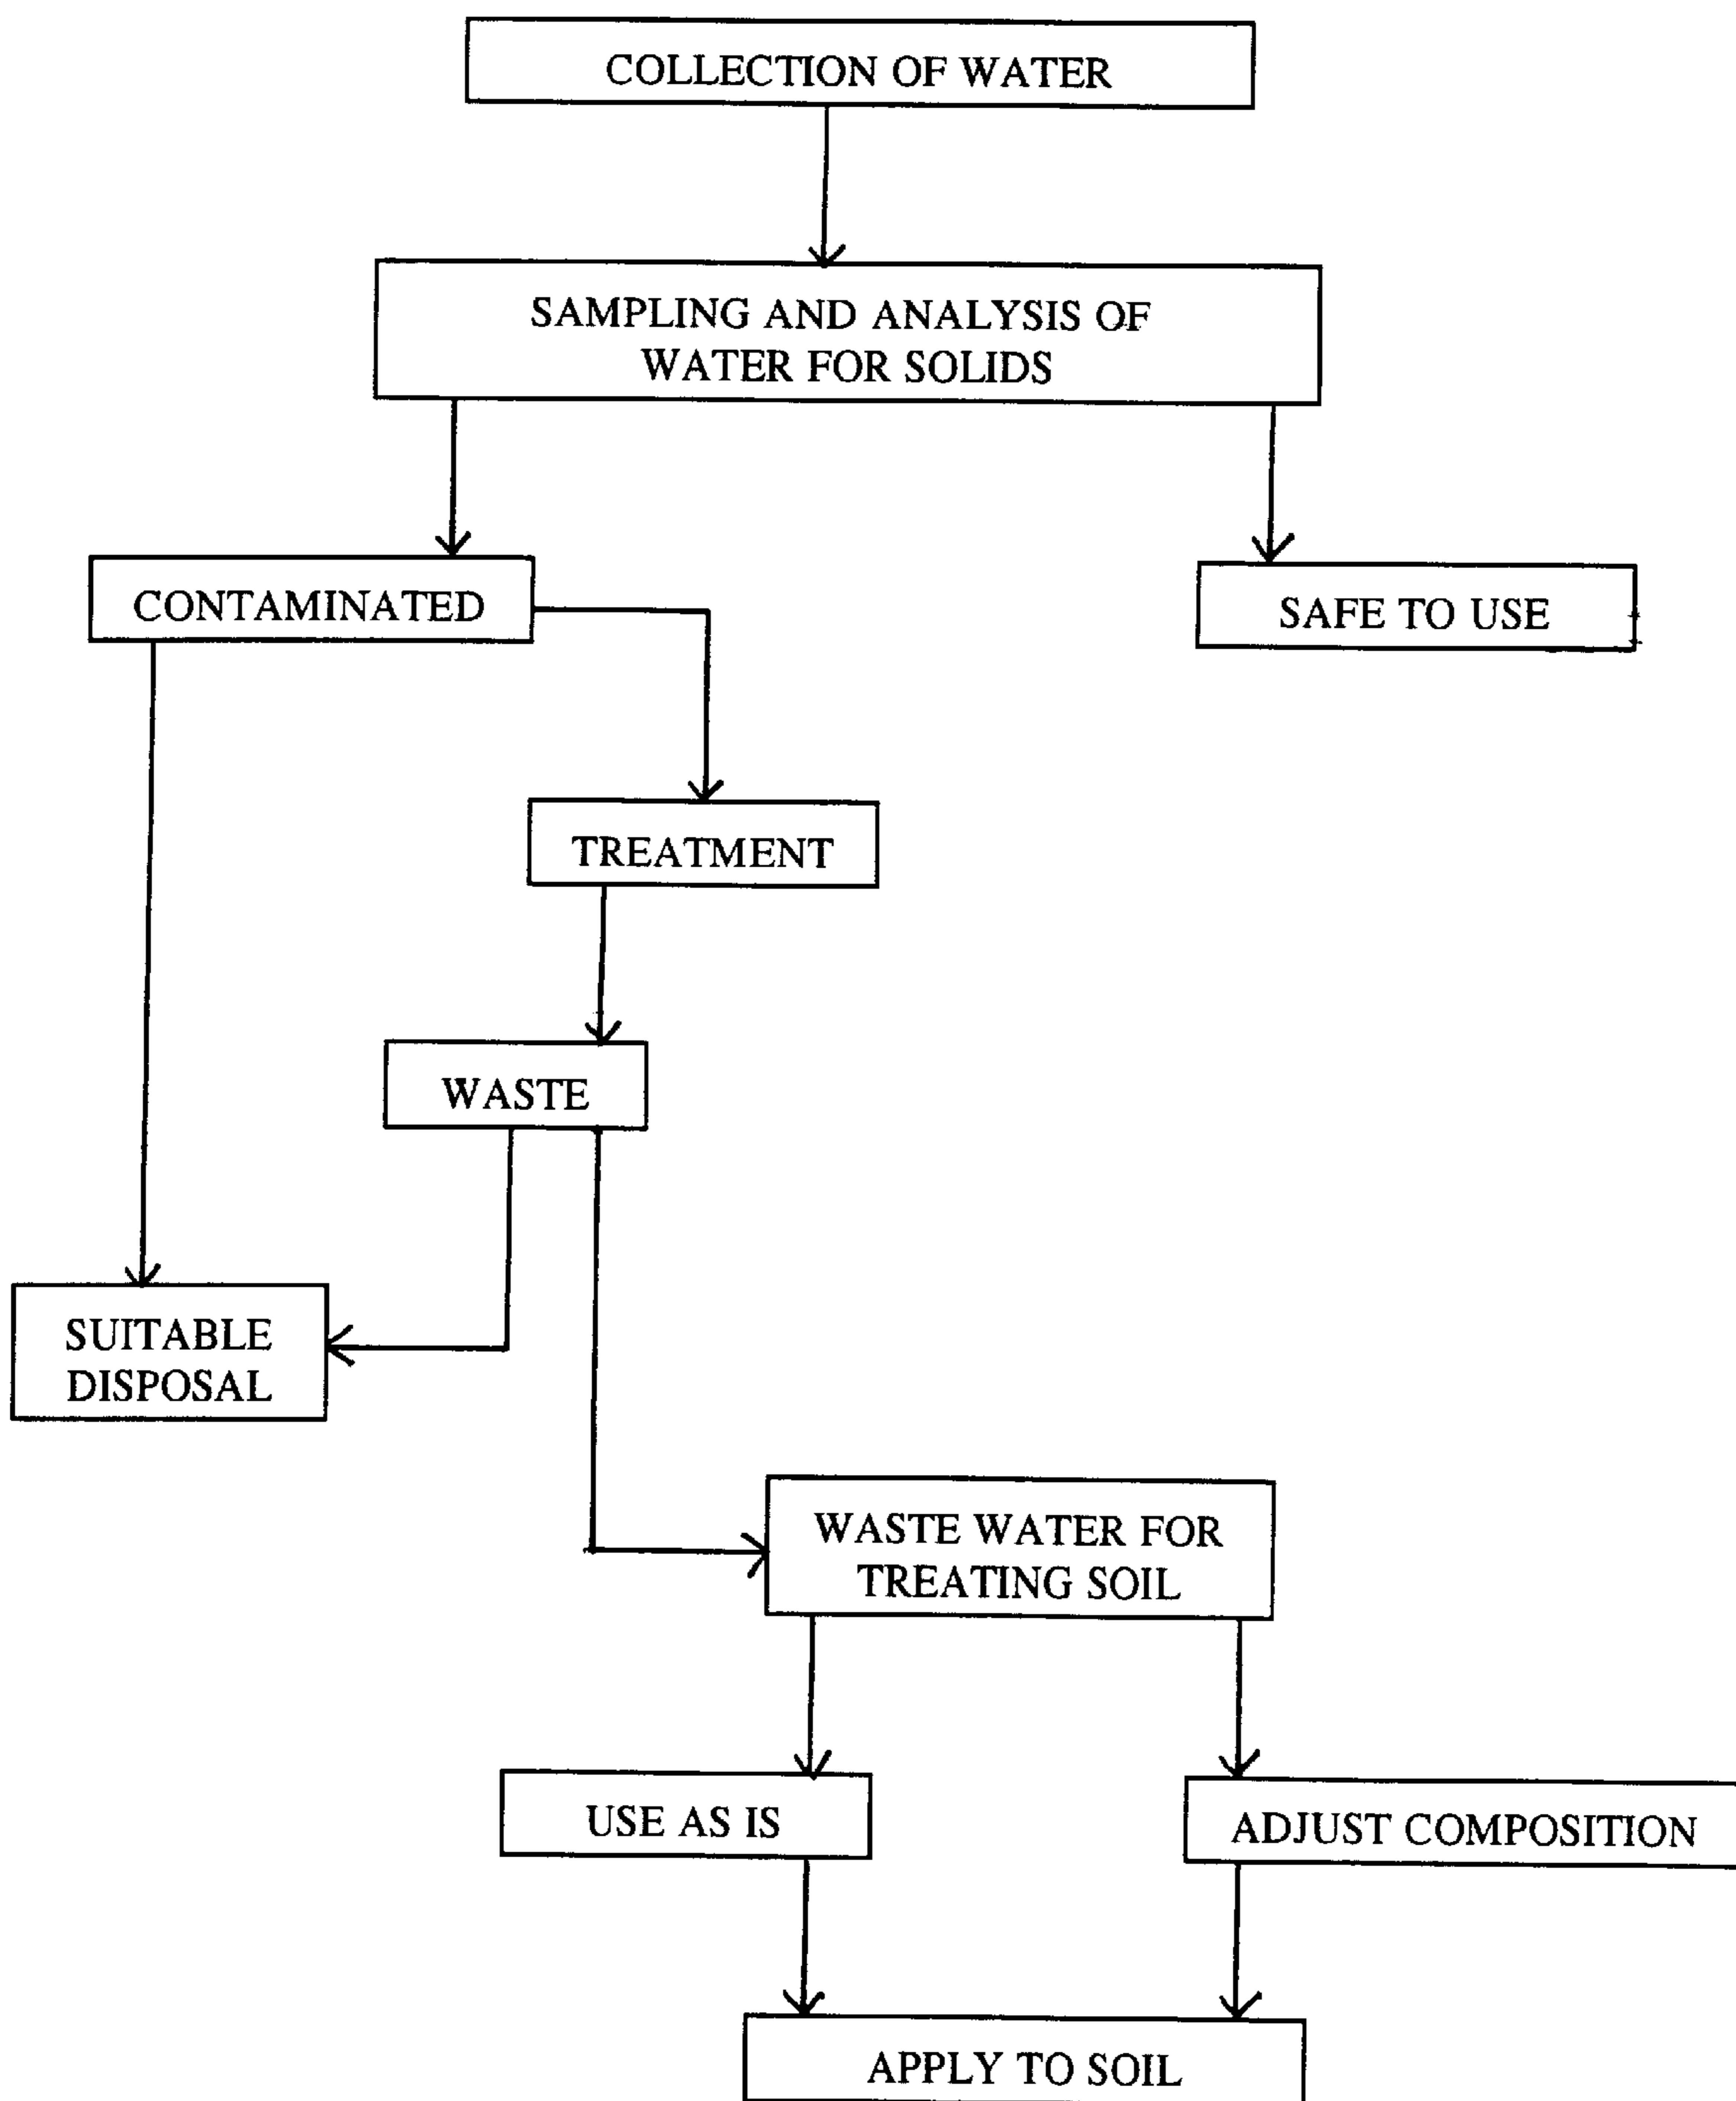 COLLECTION OF WATER
SAMPLING AND ANALYSIS OF
WATER FOR SOLIDS
CONTAMINATED
SAFE TO USE
TREATMENT
WASTE
SUITABLE
DISPOSAL
WASTE WATER FOR
TREATING SOIL
USE AS IS
ADJUST COMPOSITION
APPLY TO SOIL